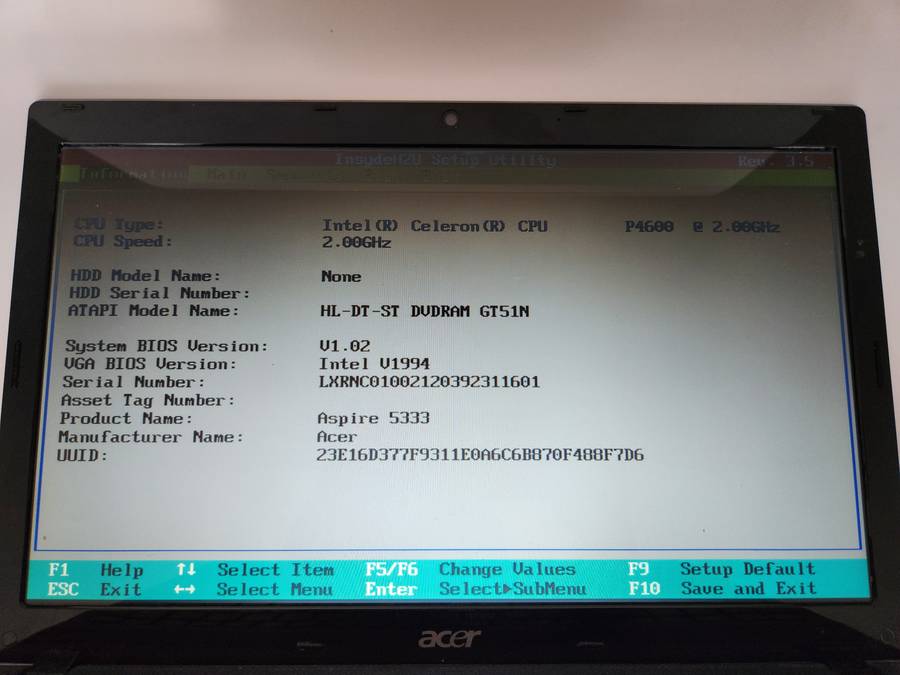 InsydeH2O Setup Utility Rev. 3.5
Information Main
CPU Type: Intel(R) Celeron(R) CPU P4600 @ 2.00GHz
CPU Speed: 2.00GHz
HDD Model Name: None
HDD Serial Number:
ATAPI Model Name: HL-DT-ST DVDRAM GT51N
System BIOS Version: V1.02
VGA BIOS Version: Intel V1994
Serial Number: LXRNC01002120392311601
Asset Tag Number:
Product Name: Aspire 5333
Manufacturer Name: Acer
UUID: 23E16D377F9311E0A6C6B870F488F7D6
F1 Help ↑↓ Select Item F5/F6 Change Values F9 Setup Default
ESC Exit ↔ Select Menu Enter Select▶SubMenu F10 Save and Exit
acer